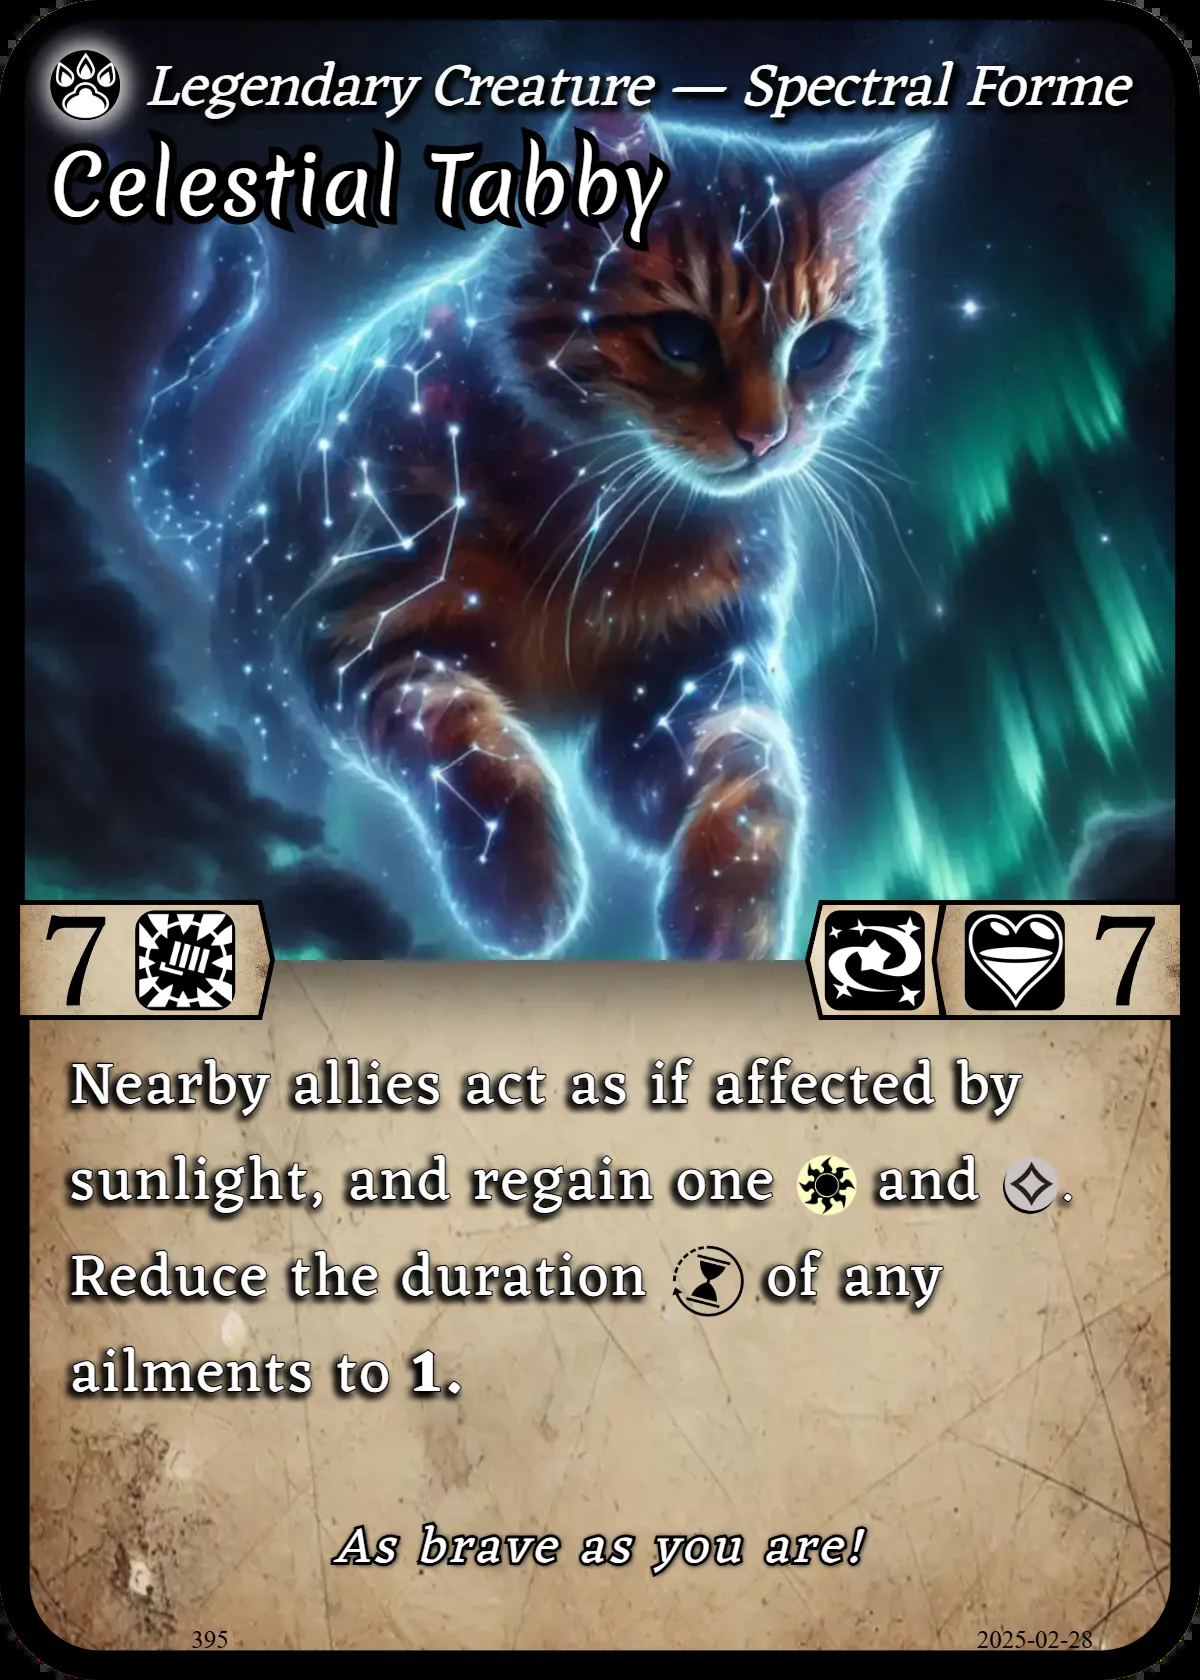 Legendary Creature — Spectral Forme
Celestial Tabby
7 7
Nearby allies act as if affected by
sunlight, and regain one and .
Reduce the duration of any
ailments to 1.
As brave as you are!
395 2025-02-28